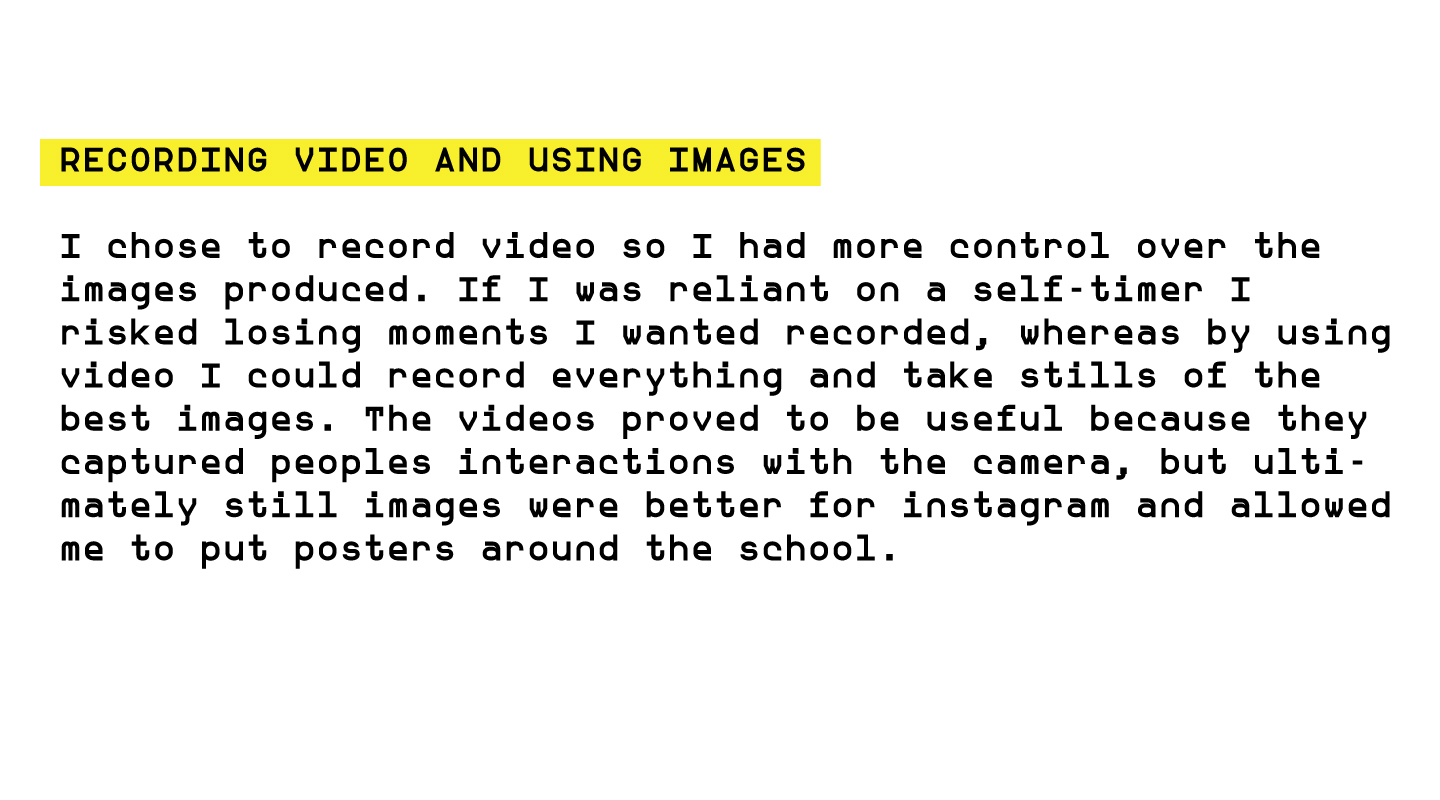 RECORDING VIDEO AND USING IMAGES
I chose to record video so I had more control over the
images produced. If I was reliant on a self-timer I
risked losing moments I wanted recorded, whereas by using
video I could record everything and take stills of the
best images. The videos proved to be useful because they
captured peoples interactions with the camera, but ulti-
mately still images were better for instagram and allowed
me to put posters around the school.